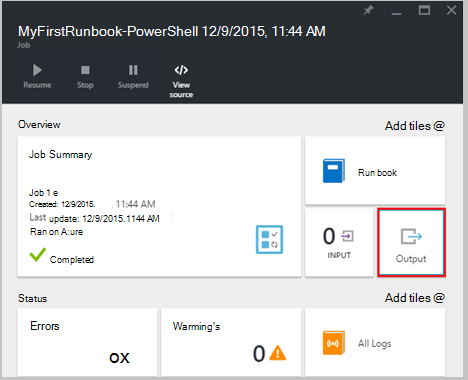 MyFirstRunbook-PowerShell 12/9/2015, 11:44 AM
Job
Resume
Stop
Suspend
View source
Overview
Add tiles @
Job Summary
Run book
Job 1 e
Created: 12/9/2015. 11:44 AM
Last update: 12/9/2015.1144 AM
Ran on A:ure
Completed
0
INPUT
Output
Status
Add tiles @
Errors
ox
Warning's
0
All Logs